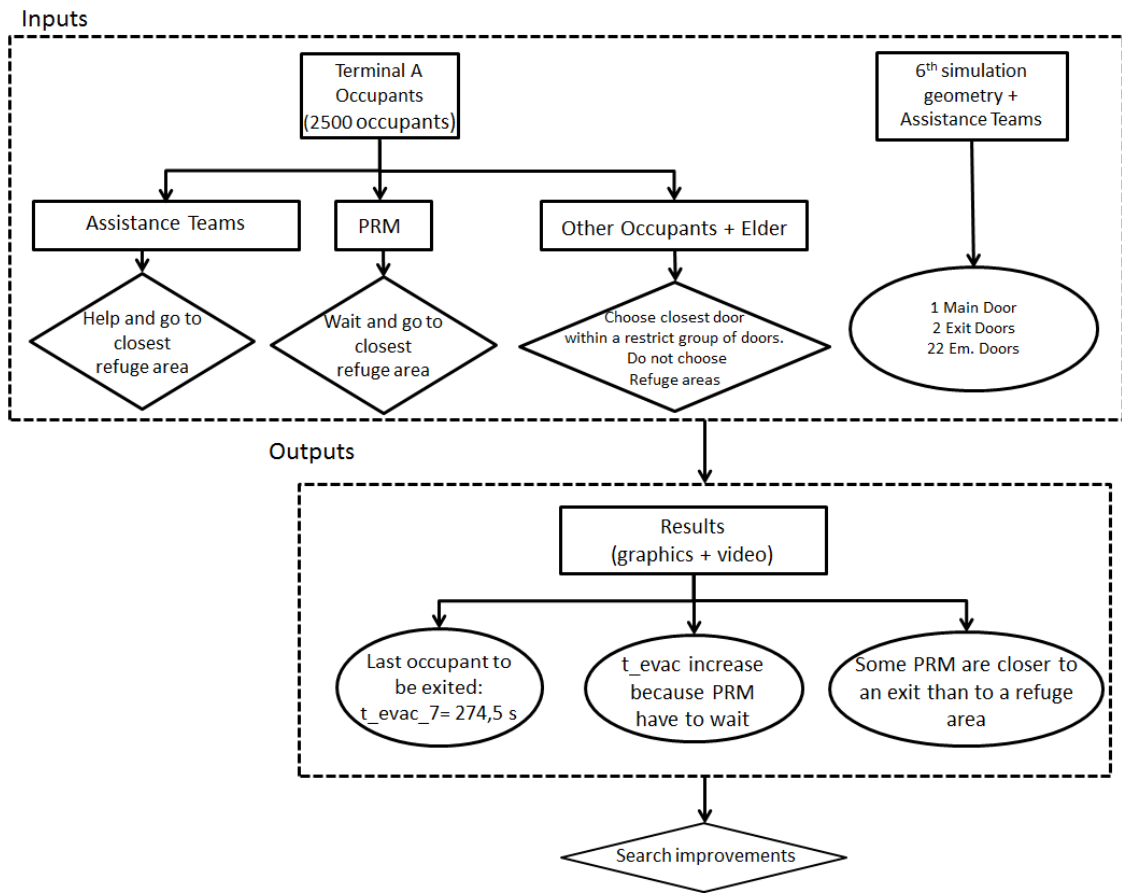 Inputs
Terminal A
Occupants
(2500 occupants)
6th simulation
geometry +
Assistance Teams
Assistance Teams
PRM
Other Occupants + Elder
Help and go to
closest
refuge area
Wait and go to
closest
refuge area
Choose closest door
within a restrict group of doors.
Do not choose
Refuge areas
1 Main Door
2 Exit Doors
22 Em. Doors
Outputs
Results
(graphics + video)
Last occupant to
be exited:
t_evac_7= 274,5 s
t_evac increase
because PRM
have to wait
Some PRM are closer to
an exit than to a refuge
area
Search improvements